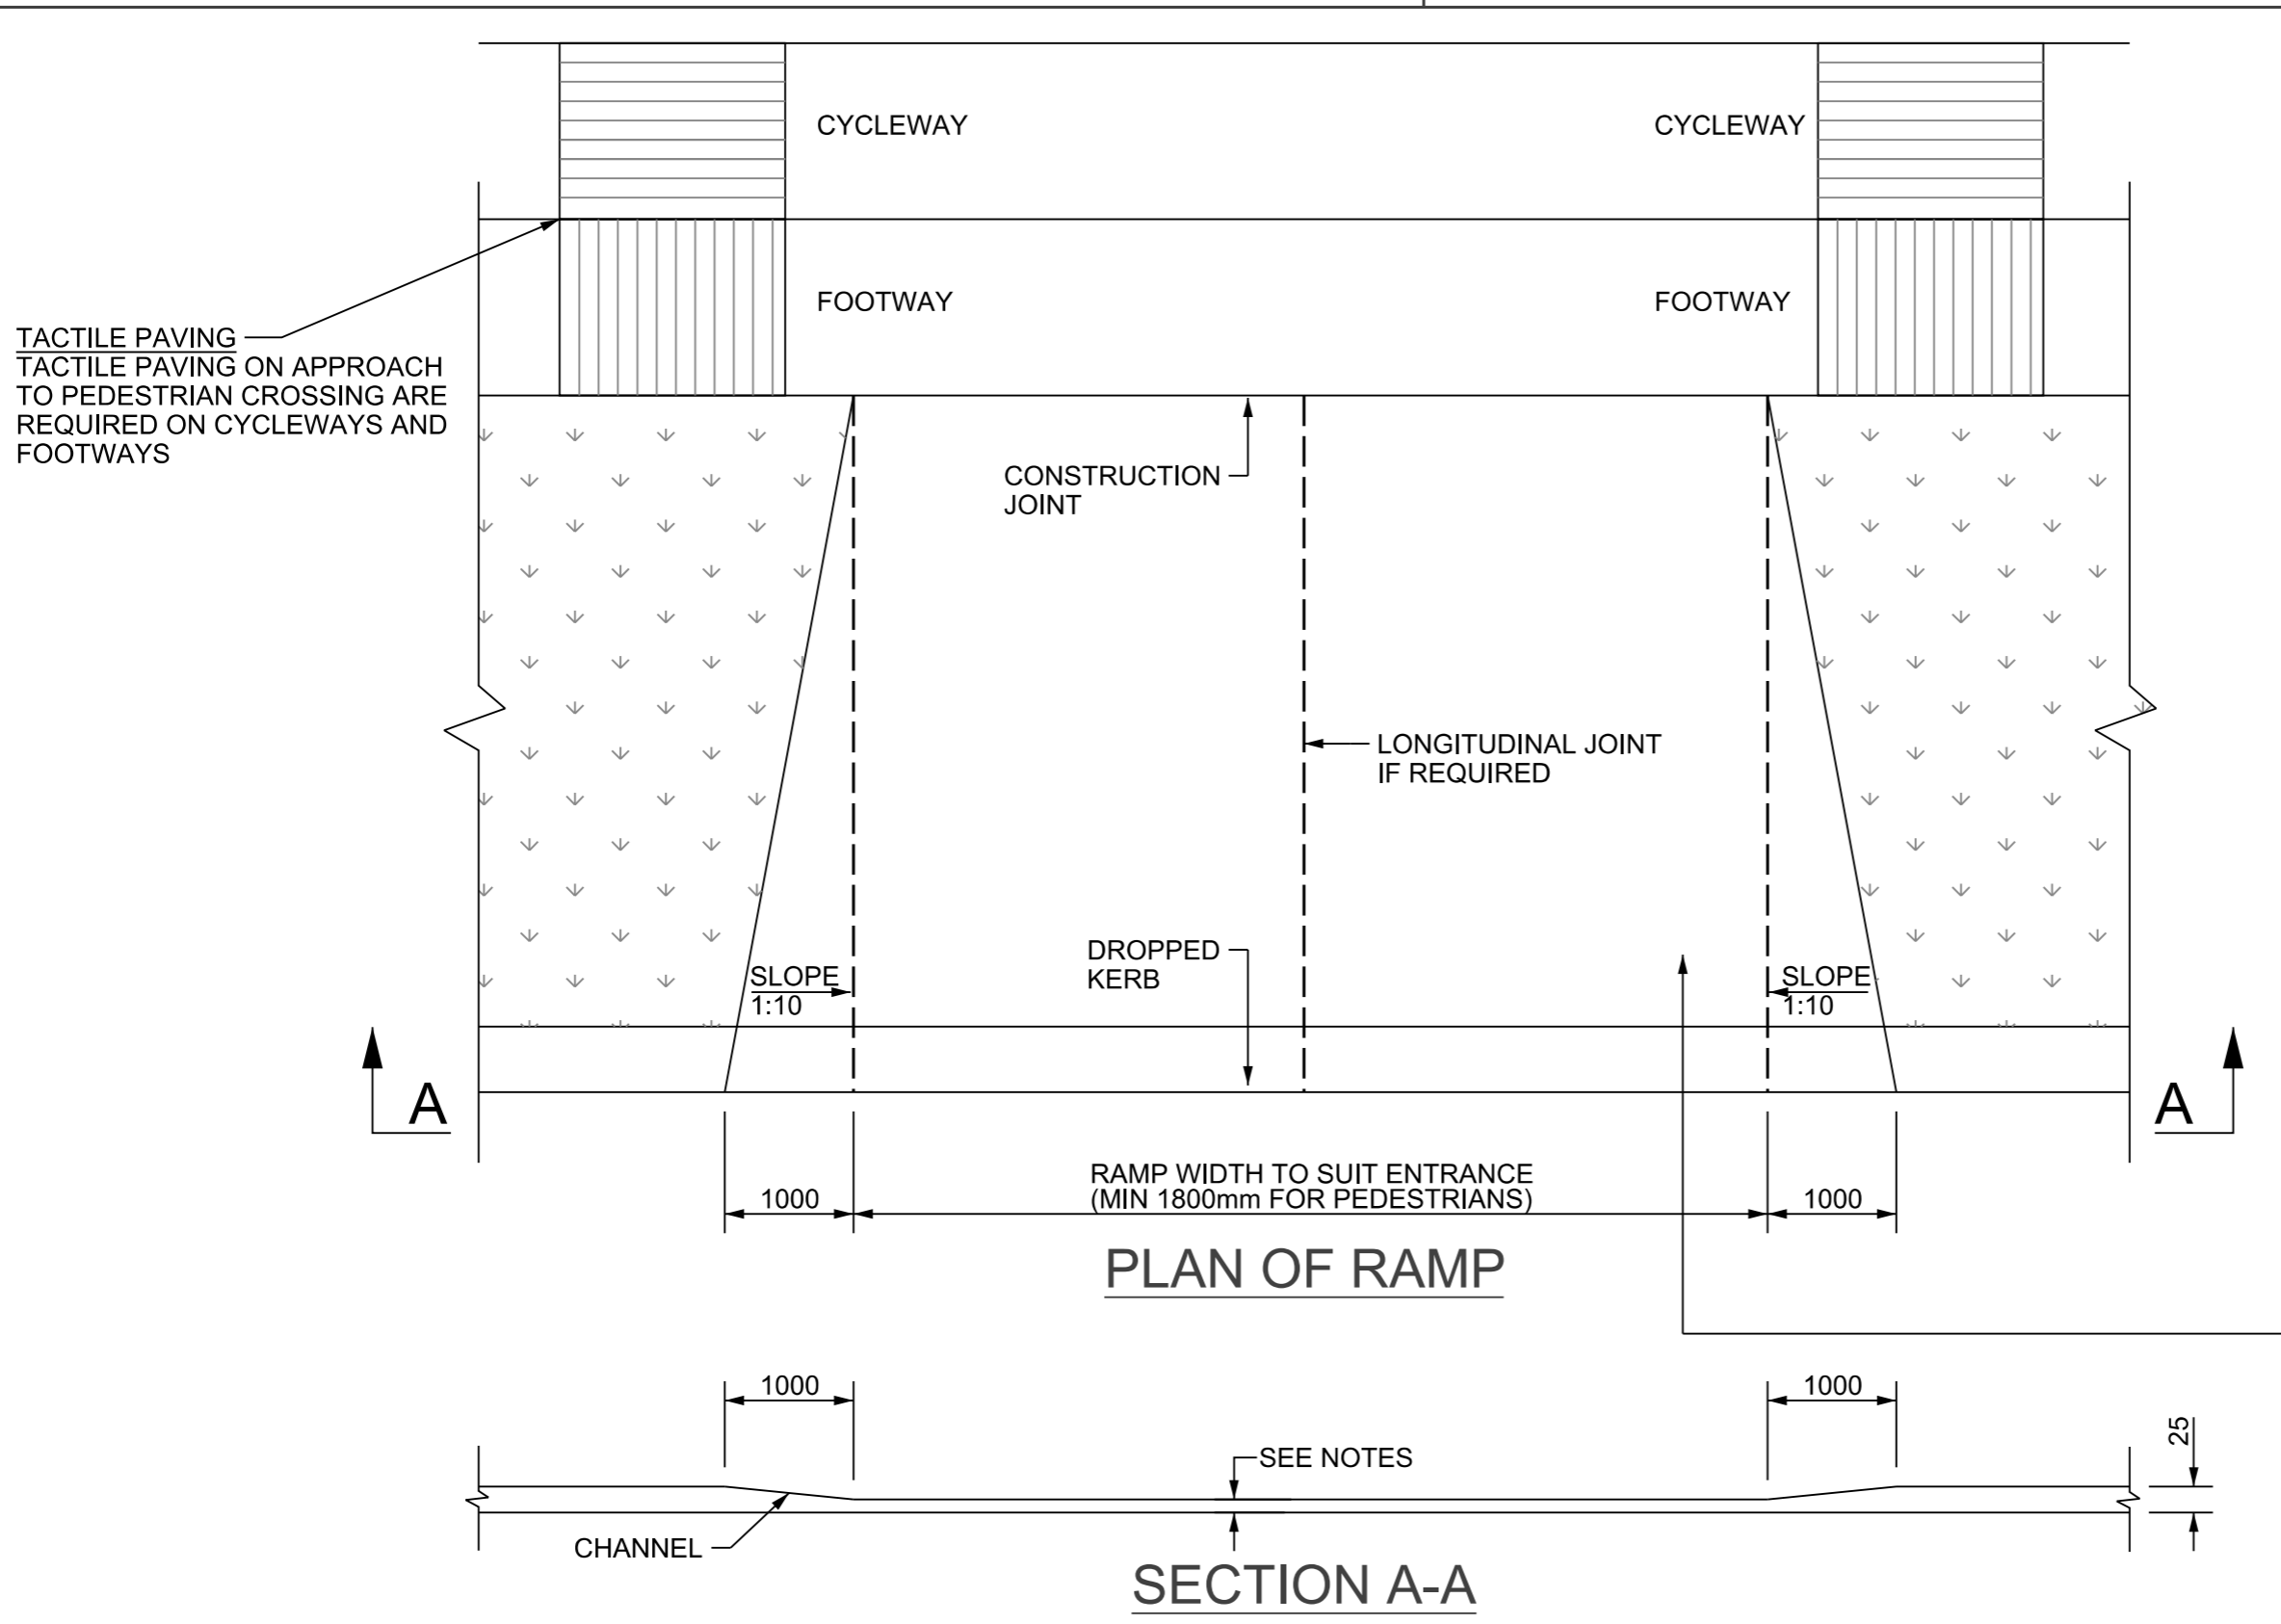 CYCLEWAY
CYCLEWAY
FOOTWAY
FOOTWAY
TACTILE PAVING
TACTILE PAVING ON APPROACH
TO PEDESTRIAN CROSSING ARE
REQUIRED ON CYCLEWAYS AND
FOOTWAYS
CONSTRUCTION
JOINT
LONGITUDINAL JOINT
IF REQUIRED
DROPPED
KERB
SLOPE
1:10
SLOPE
1:10
A
A
1000
RAMP WIDTH TO SUIT ENTRANCE
(MIN 1800mm FOR PEDESTRIANS)
1000
PLAN OF RAMP
1000
1000
25
SEE NOTES
CHANNEL
SECTION A-A